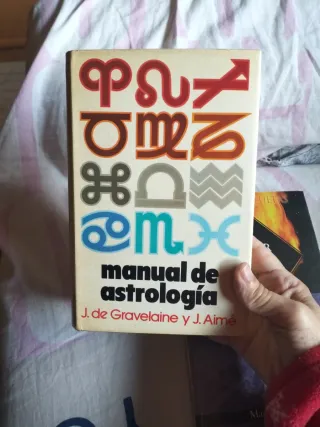 manual de
astrología
J. de Gravelaine y J. Aimé